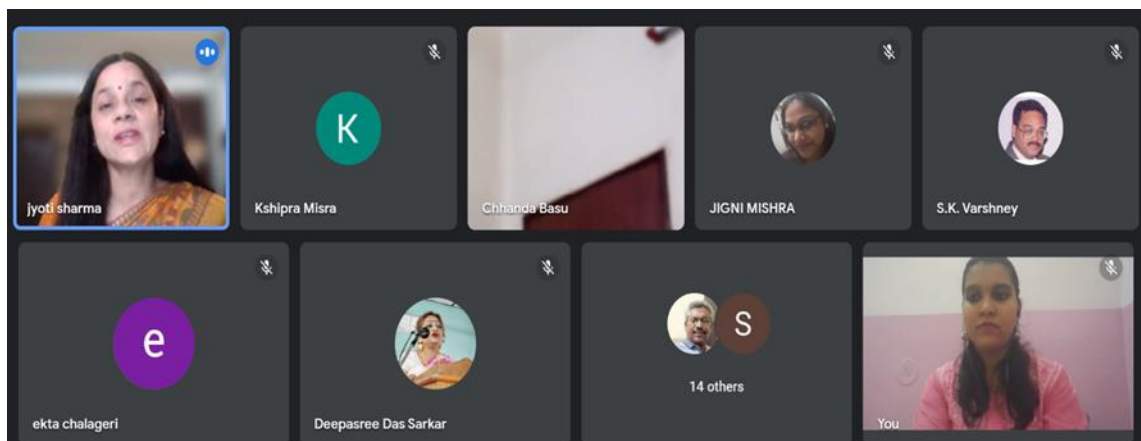 jyoti sharma
K
Kshipra Misra
Chhanda Basu
JIGNI MISHRA
S.K. Varshney
e
ekta chalageri
Deepasree Das Sarkar
S
14 others
You